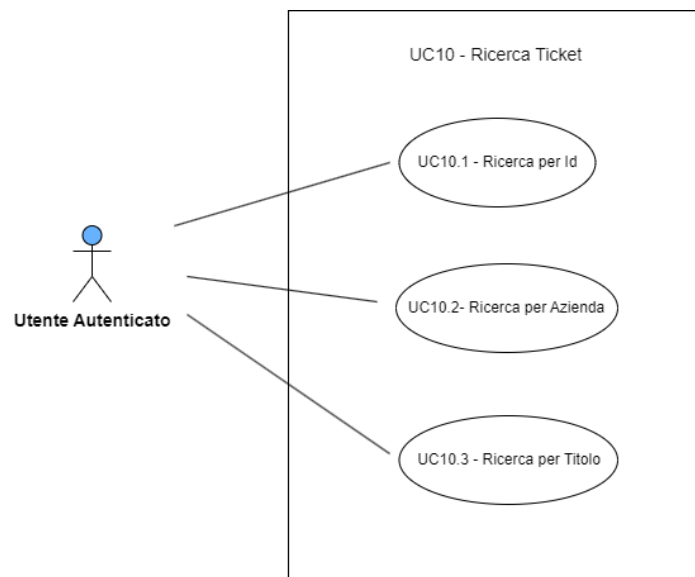 UC10 - Ricerca Ticket
UC10.1 - Ricerca per Id
UC10.2- Ricerca per Azienda
Utente Autenticato
UC10.3 - Ricerca per Titolo